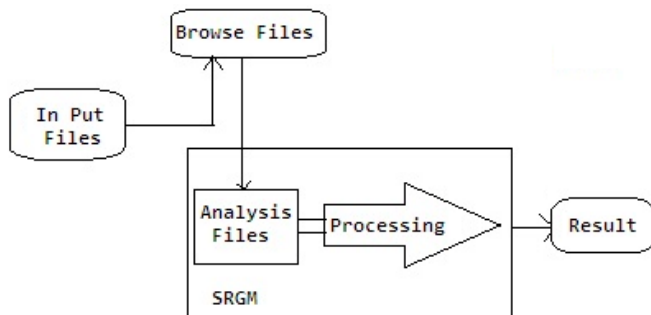 Browse Files
In Put
Files
Analysis
Files
Processing
Result
SRGM